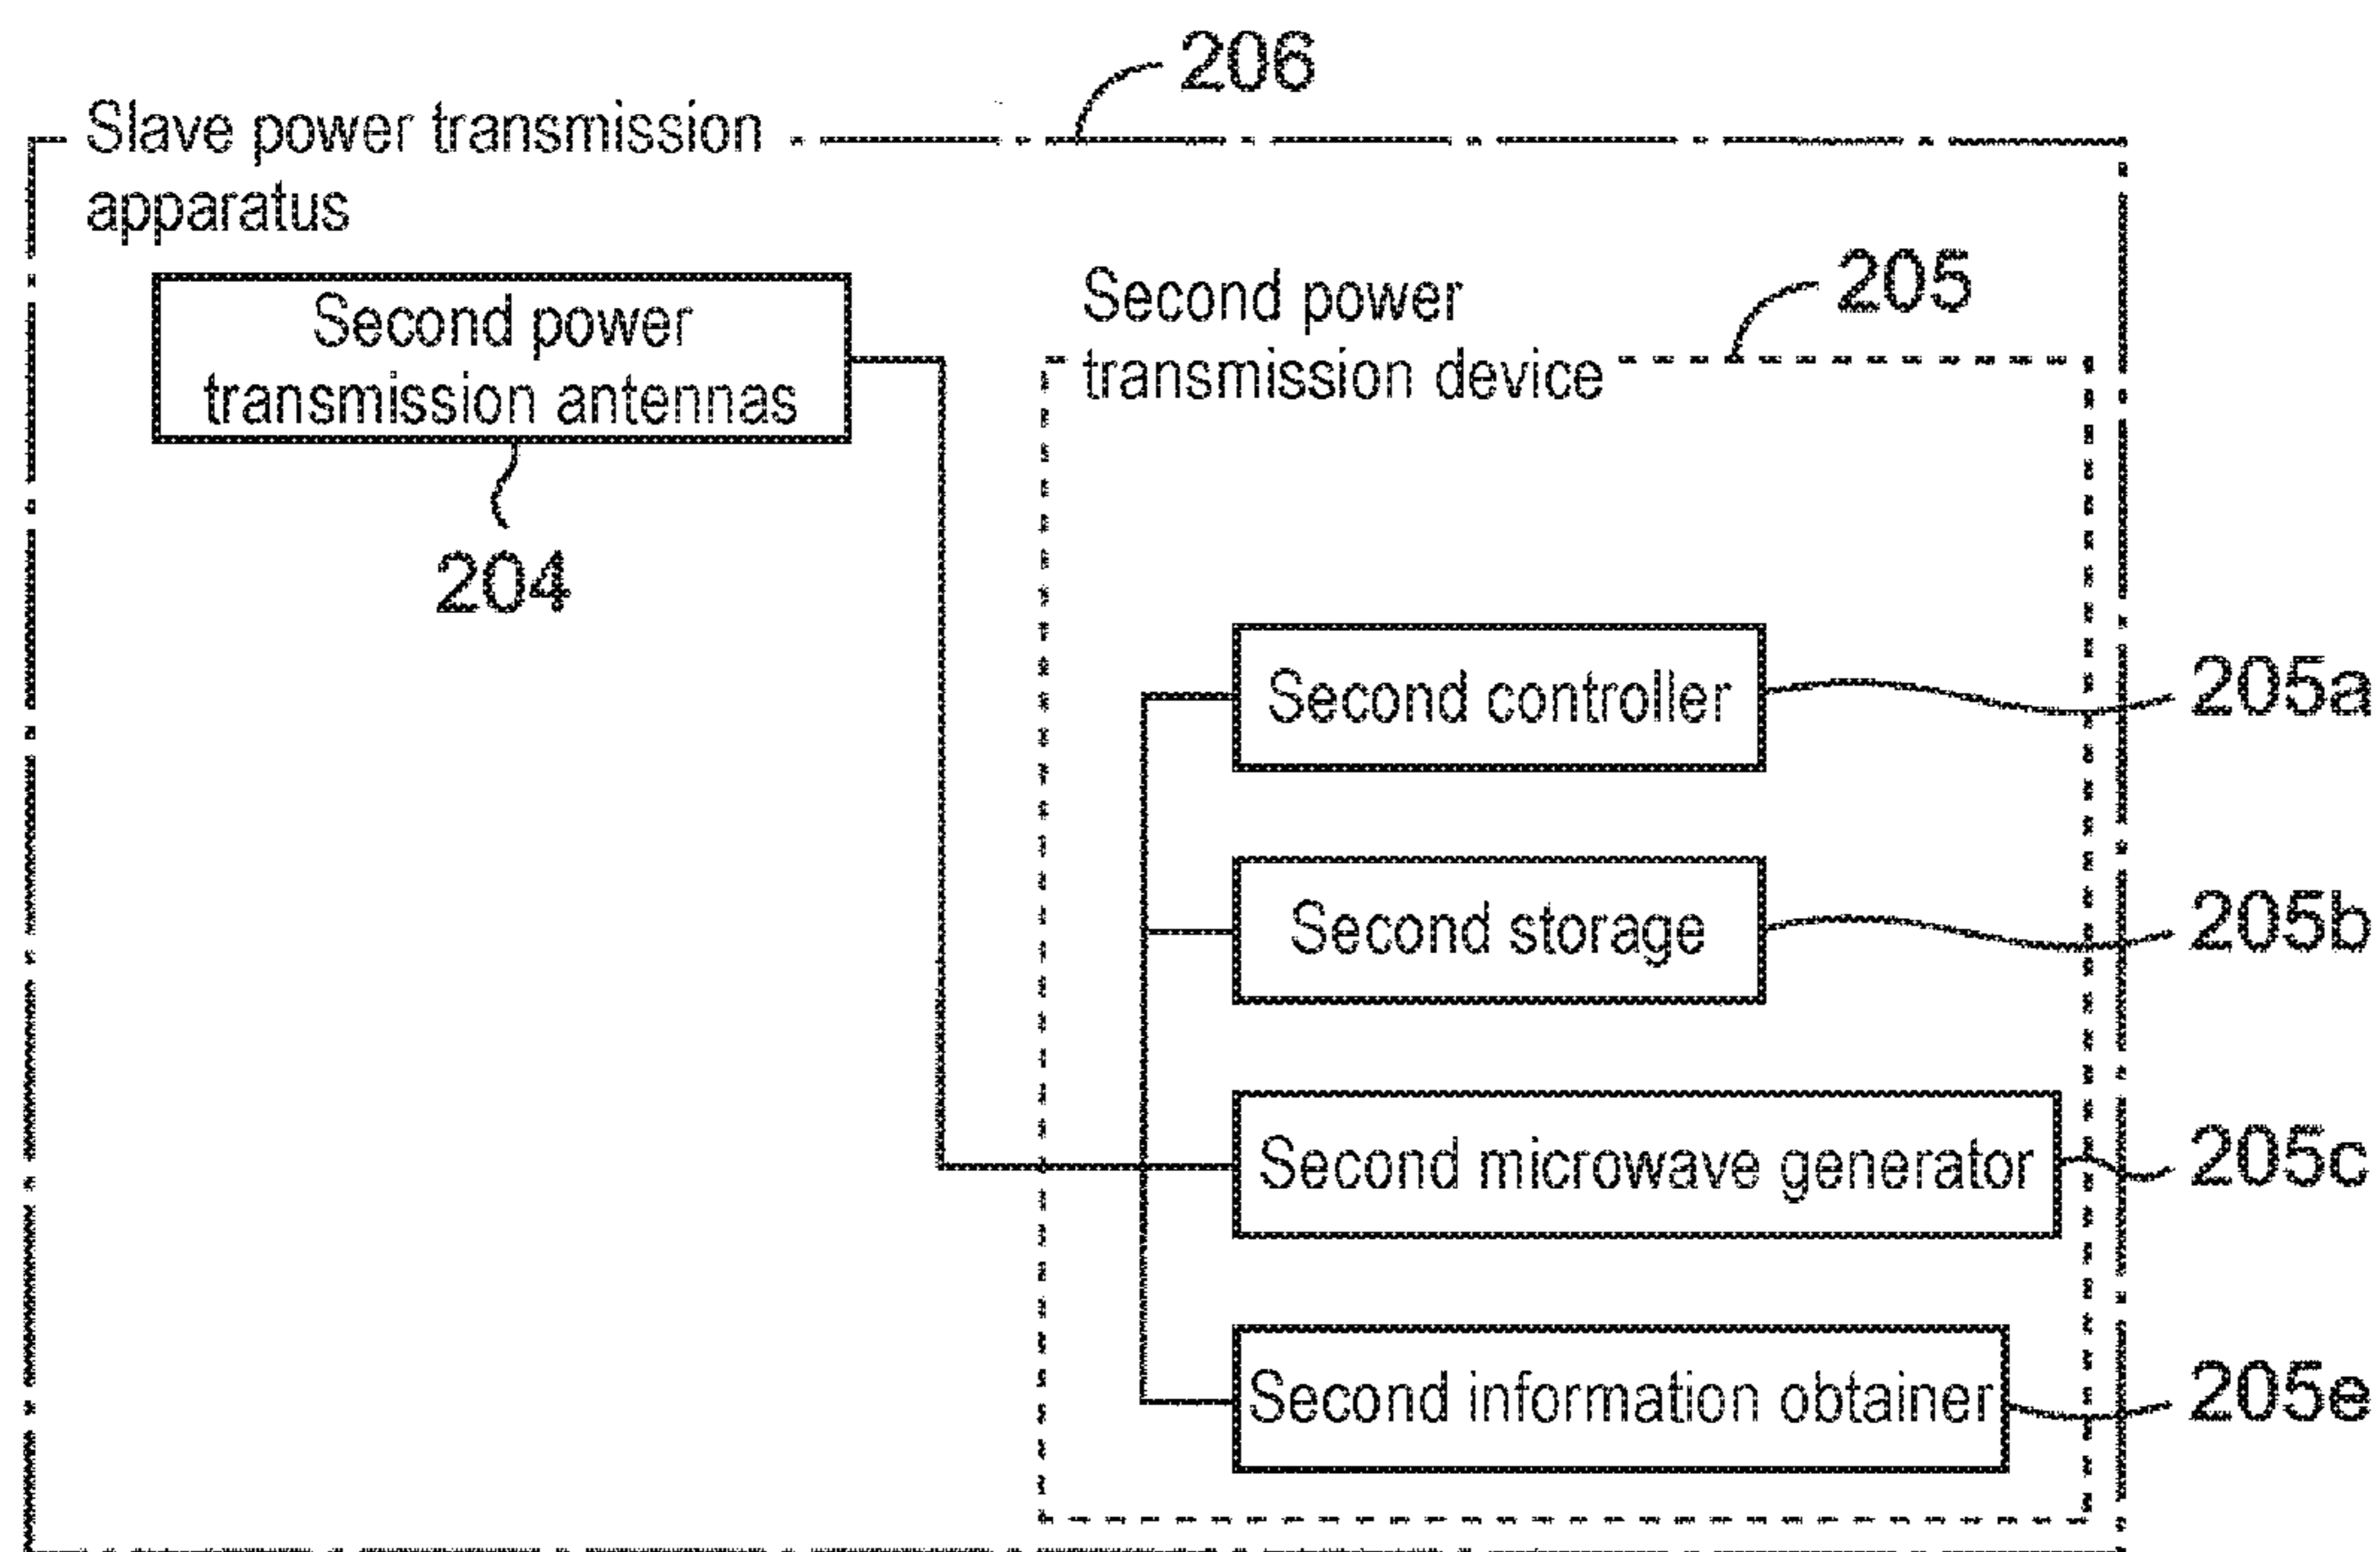 206
Slave power transmission
apparatus
Second power
transmission antennas
204
Second power
transmission device
205
Second controller
205a
Second storage
205b
Second microwave generator
205c
Second information obtainer
205e